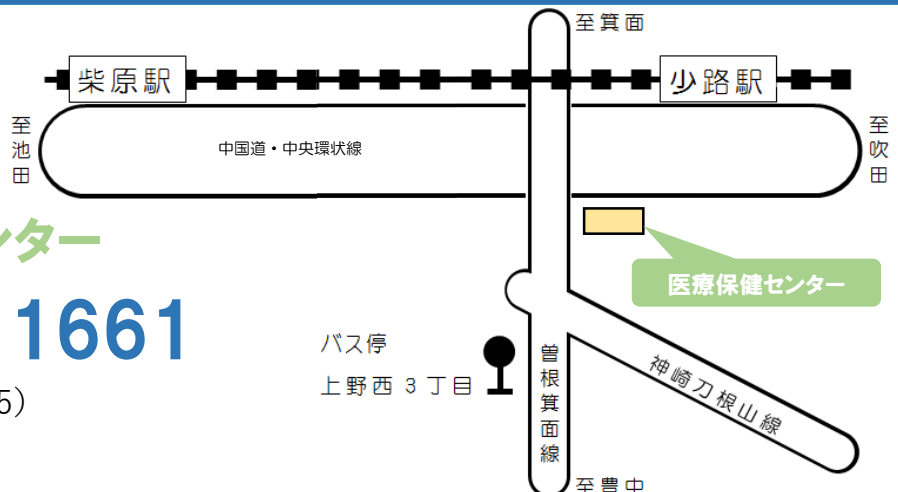 至箕面
柴原駅
少路駅
至池田
中国道・中央環状線
至吹田
ンター
医療保健センター
1661
バス停
上野西３丁目
5）
曽根箕面線
神崎刀根山線
至豊中